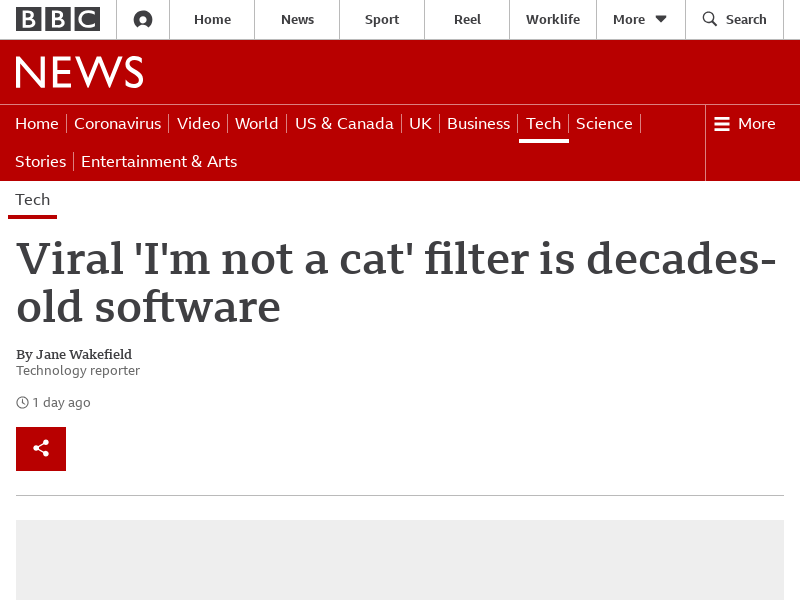 BBC
Home
News
Sport
Reel
Worklife
More
Search
NEWS
Home
Coronavirus
Video
World
US & Canada
UK
Business
Tech
Science
More
Stories
Entertainment & Arts
Tech
Viral 'I'm not a cat' filter is decades-
old software
By Jane Wakefield
Technology reporter
1 day ago